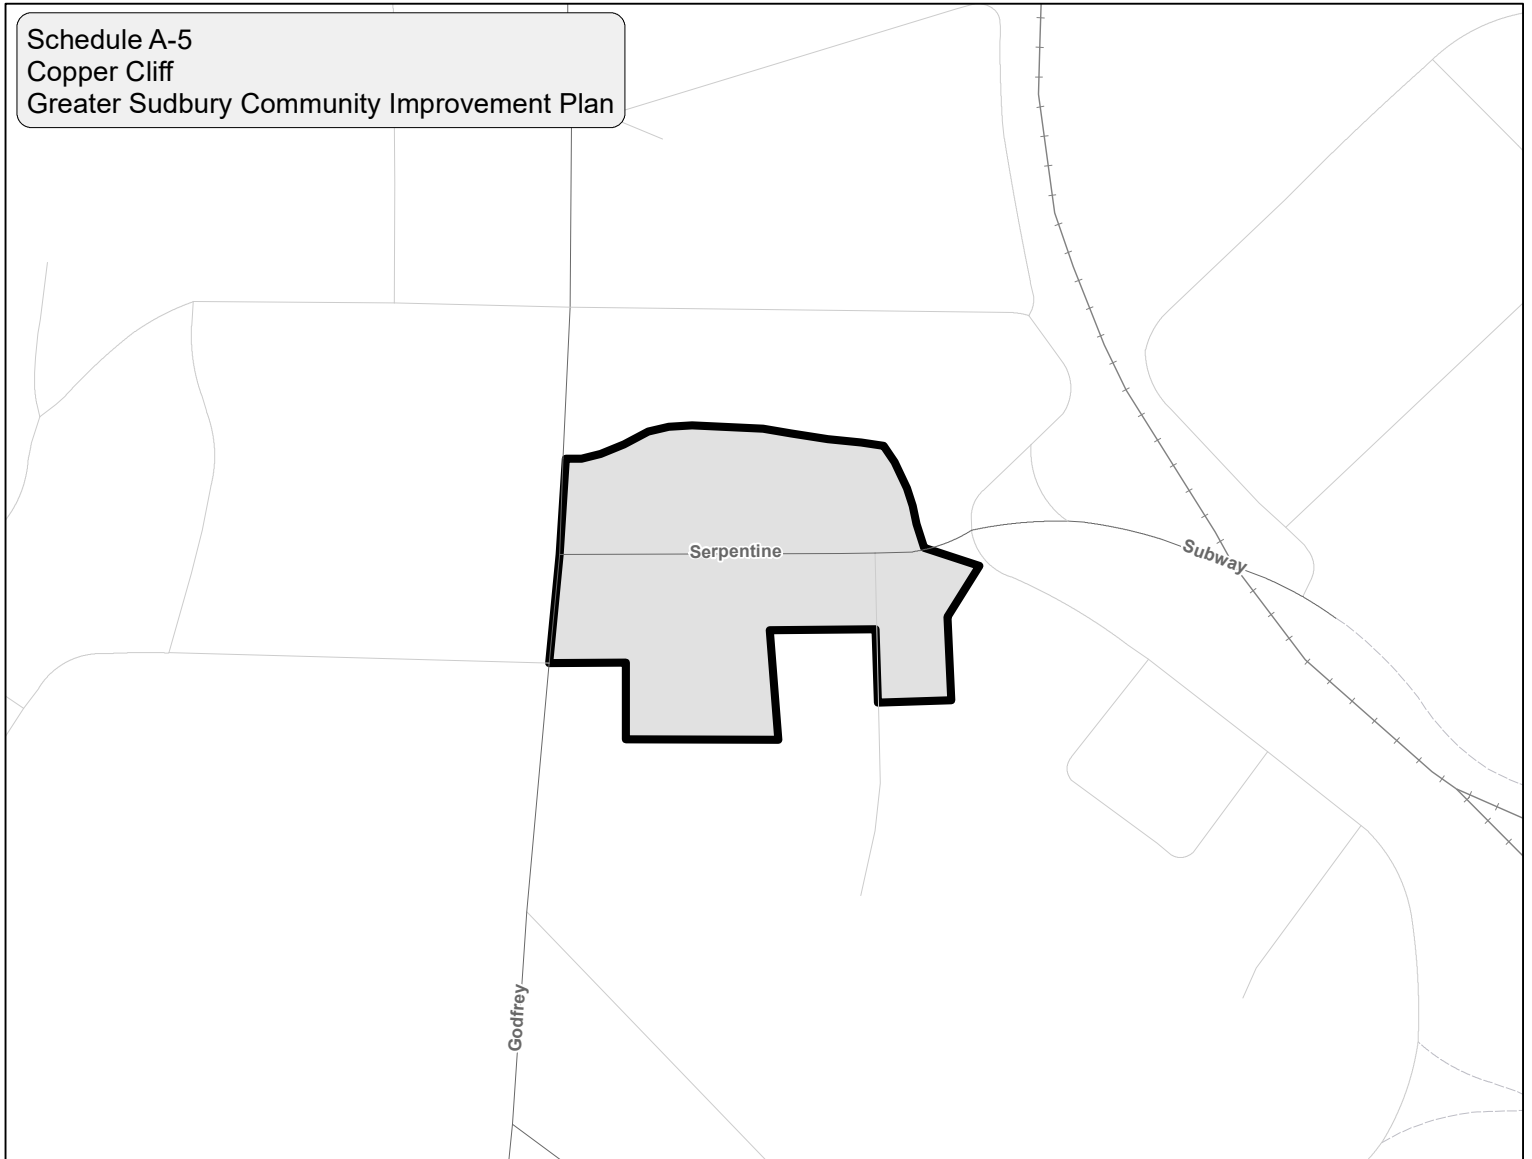 Schedule A-5
Copper Cliff
Greater Sudbury Community Improvement Plan
Serpentine
Subway
Godfrey